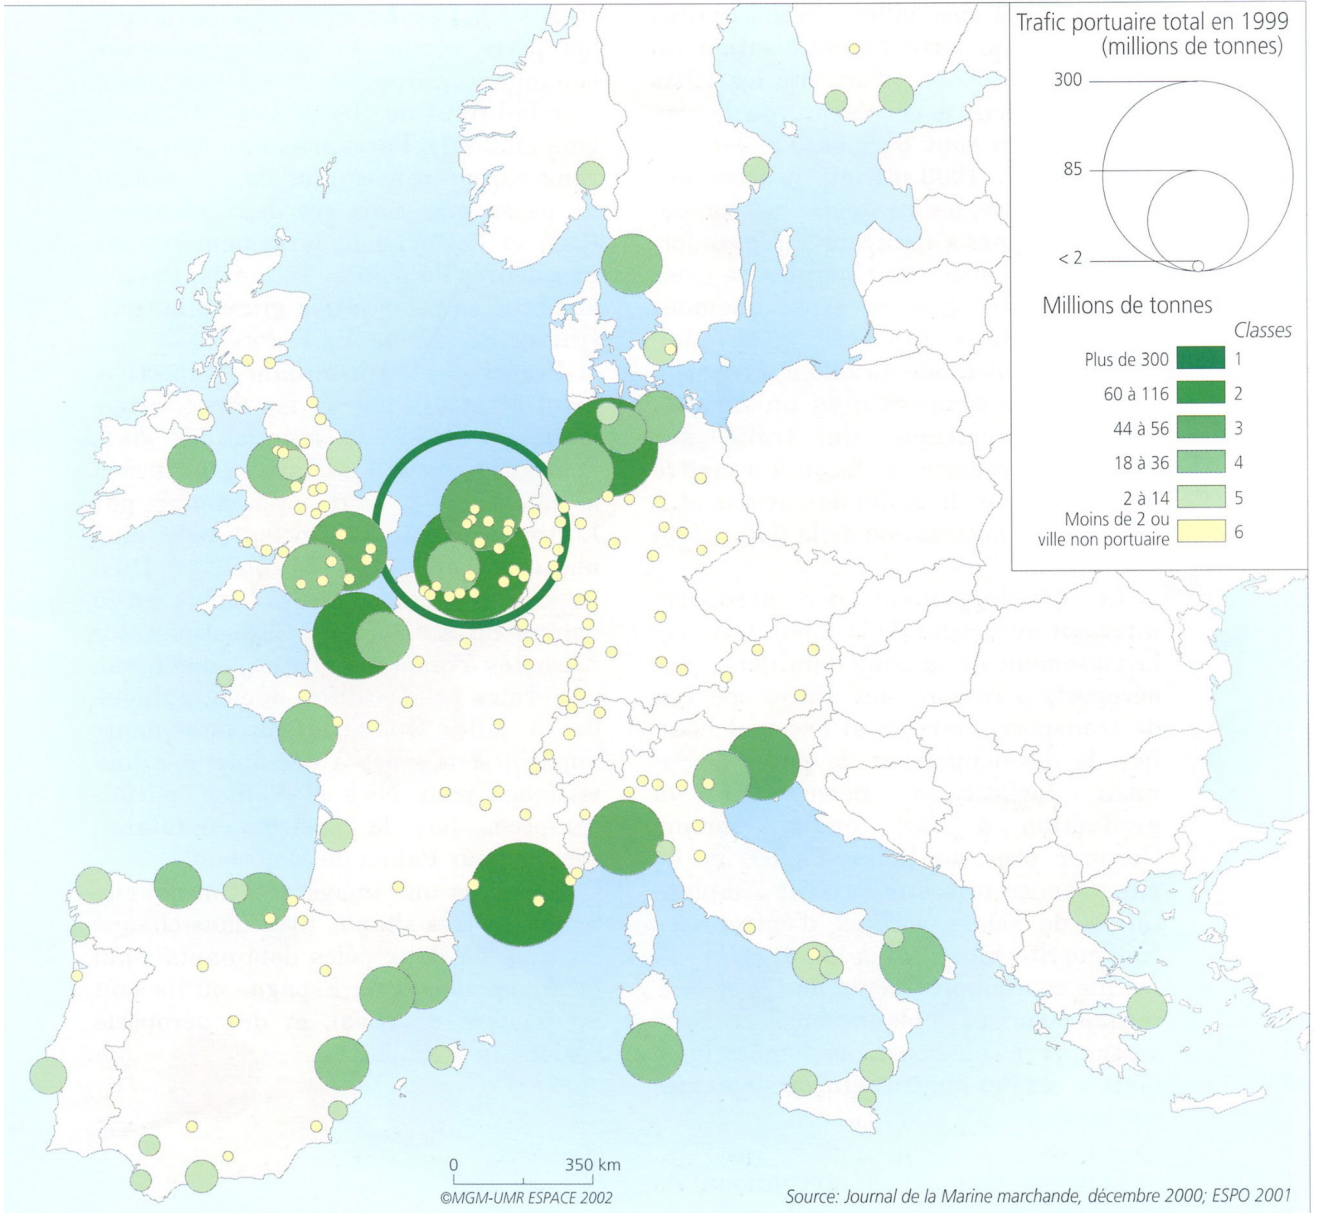 Trafic portuaire total en 1999
(millions de tonnes)
300
85
< 2
Millions de tonnes
Classes
Plus de 300 1
60 à 116 2
44 à 56 3
18 à 36 4
2 à 14 5
Moins de 2 ou
ville non portuaire 6
0 350 km
©MGM-UMR ESPACE 2002
Source: Journal de la Marine marchande, décembre 2000; ESPO 2001